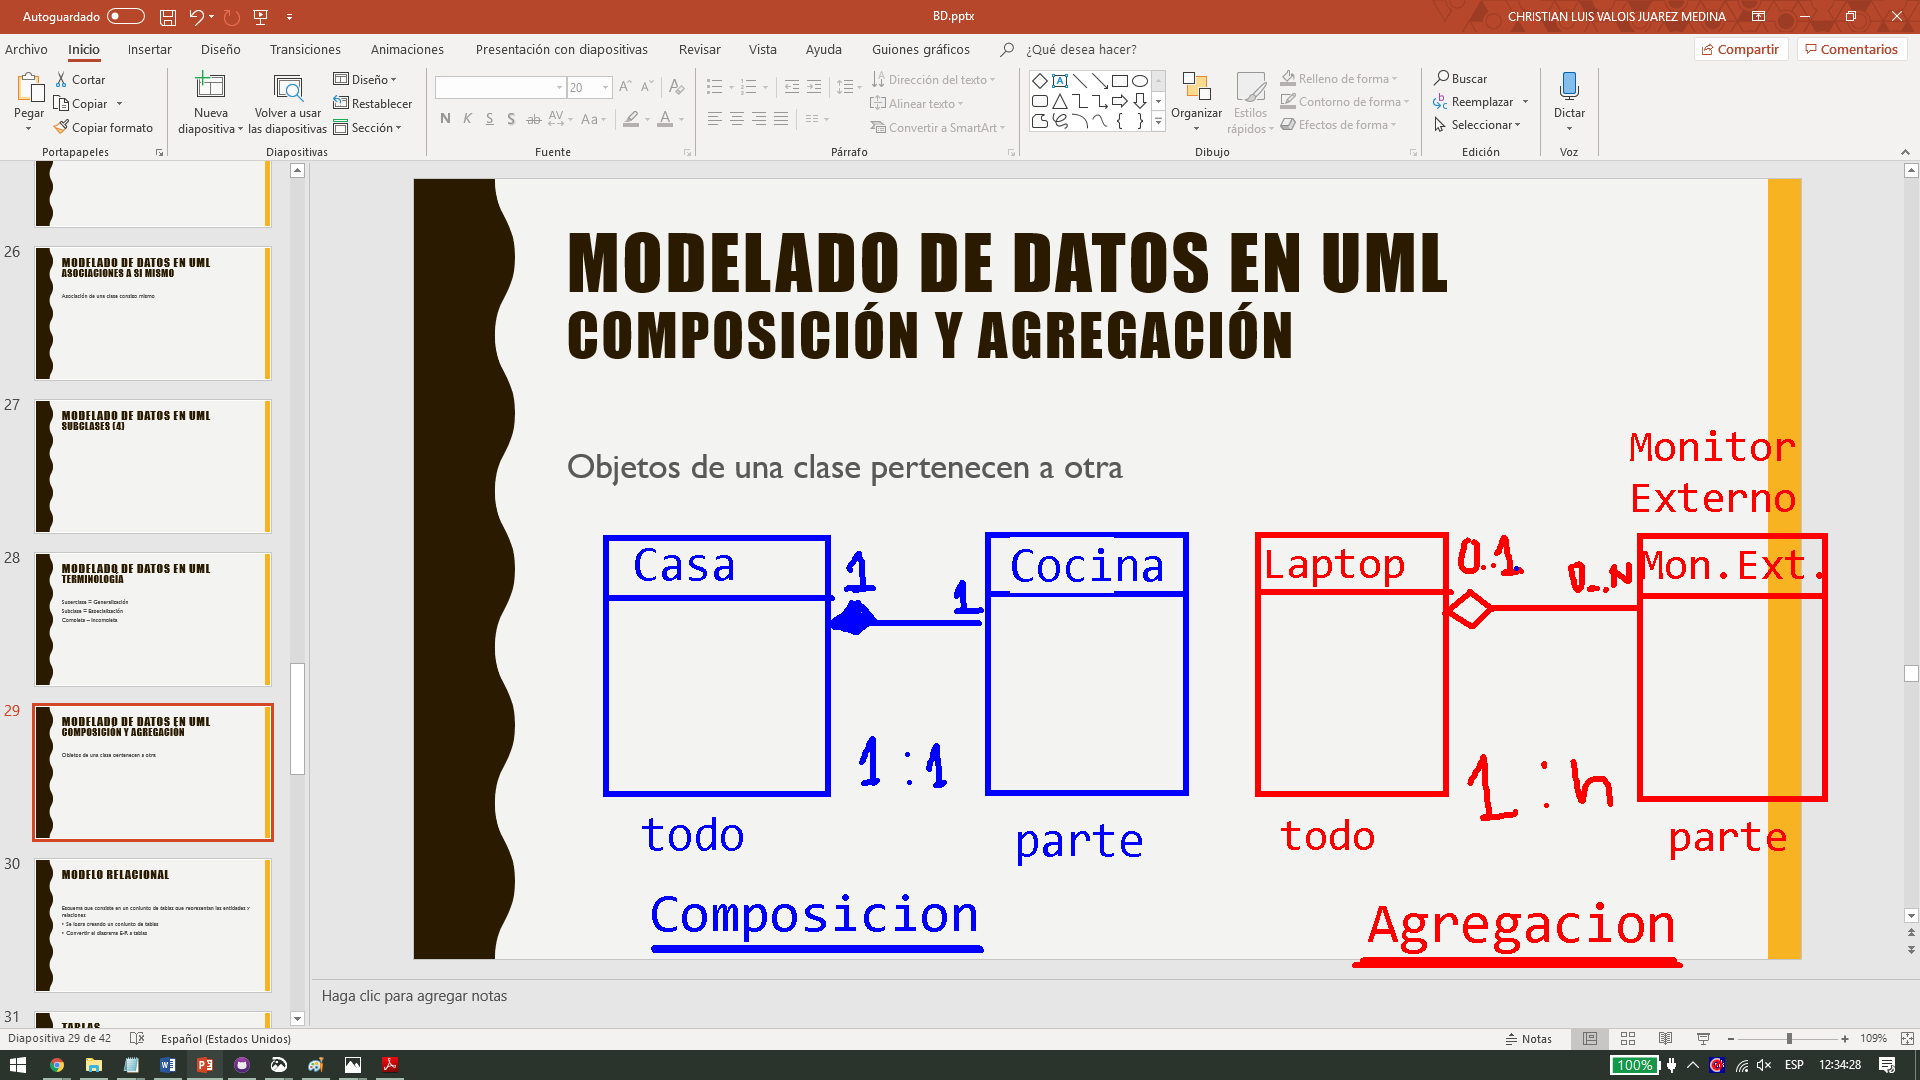 Autoguardado
BD.pptx
CHRISTIAN LUIS VALOIS JUAREZ MEDINA
Archivo Inicio Insertar Diseño Transiciones Animaciones Presentación con diapositivas Revisar Vista Ayuda Guiones gráficos ¿Qué desea hacer? Compartir Comentarios
Pegar
Cortar
Copiar
Copiar formato
Portapapeles
Nueva diapositiva
Volver a usar las diapositivas
Diseño
Restablecer
Sección
Diapositivas
20
N K S S ab AV Aa A
Fuente
Dirección del texto
Alinear texto
Convertir a SmartArt
Párrafo
Organizar
Estilos rápidos
Relleno de forma
Contorno de forma
Efectos de forma
Dibujo
Buscar
Reemplazar
Seleccionar
Edición
Dictar
Voz
26
MODELADO DE DATOS EN UML
ASOCIACIONES A SI MISMO
Asociación de una clase consigo mismo
27
MODELADO DE DATOS EN UML
SUBCLASES (4)
28
MODELADO DE DATOS EN UML
TERMINOLOGIA
Superclase = Generalización
Subclase = Especialización
Completa – Incompleta
29
MODELADO DE DATOS EN UML
COMPOSICIÓN Y AGREGACIÓN
Objetos de una clase pertenecen a otra
30
MODELO RELACIONAL
Esquema que consiste en un conjunto de tablas que representan las entidades y
relaciones
• Se logra creando un conjunto de tablas
• Convertir el diagrama E-R a tablas
31
TABLAS
MODELADO DE DATOS EN UML
COMPOSICIÓN Y AGREGACIÓN
Objetos de una clase pertenecen a otra
Monitor
Externo
Casa
1
1
Cocina
Laptop
0..1
0..N
Mon.Ext.
1:1
1:n
todo
parte
todo
parte
Composicion
Agregacion
Haga clic para agregar notas
Diapositiva 29 de 42
Español (Estados Unidos)
Notas
109%
100%
ESP
12:34:28